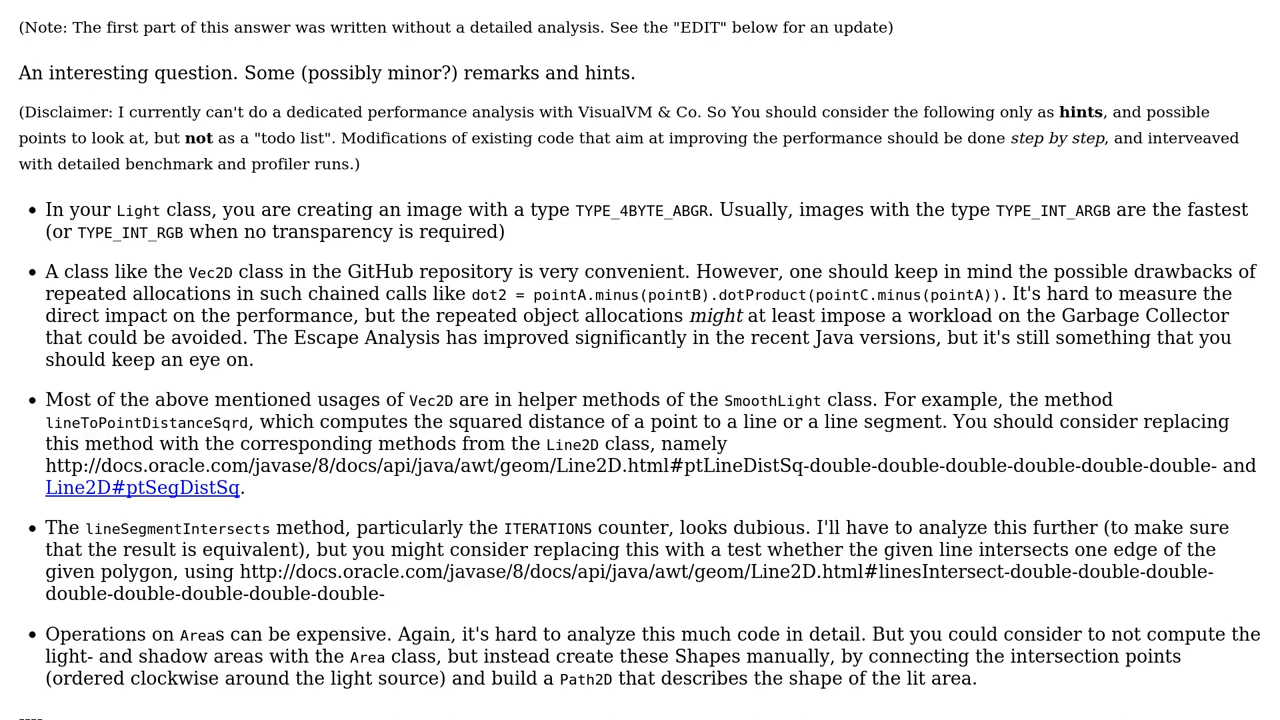 (Note: The first part of this answer was written without a detailed analysis. See the "EDIT" below for an update)
An interesting question. Some (possibly minor?) remarks and hints.
(Disclaimer: I currently can't do a dedicated performance analysis with VisualVM & Co. So You should consider the following only as hints, and possible
points to look at, but not as a "todo list". Modifications of existing code that aim at improving the performance should be done step by step, and interveaved
with detailed benchmark and profiler runs.)
• In your Light class, you are creating an image with a type TYPE_4BYTE_ABGR. Usually, images with the type TYPE_INT_ARGB are the fastest
(or TYPE_INT_RGB when no transparency is required)
• A class like the Vec2D class in the GitHub repository is very convenient. However, one should keep in mind the possible drawbacks of
repeated allocations in such chained calls like dot2 = pointA.minus(pointB).dotProduct(pointC.minus(pointA)). It's hard to measure the
direct impact on the performance, but the repeated object allocations might at least impose a workload on the Garbage Collector
that could be avoided. The Escape Analysis has improved significantly in the recent Java versions, but it's still something that you
should keep an eye on.
• Most of the above mentioned usages of Vec2D are in helper methods of the SmoothLight class. For example, the method
lineToPointDistanceSqrd, which computes the squared distance of a point to a line or a line segment. You should consider replacing
this method with the corresponding methods from the Line2D class, namely
http://docs.oracle.com/javase/8/docs/api/java/awt/geom/Line2D.html#ptLineDistSq-double-double-double-double-double-double- and
Line2D#ptSegDistSq.
• The lineSegmentIntersects method, particularly the ITERATIONS counter, looks dubious. I'll have to analyze this further (to make sure
that the result is equivalent), but you might consider replacing this with a test whether the given line intersects one edge of the
given polygon, using http://docs.oracle.com/javase/8/docs/api/java/awt/geom/Line2D.html#linesIntersect-double-double-double-
double-double-double-double-double-
• Operations on Areas can be expensive. Again, it's hard to analyze this much code in detail. But you could consider to not compute the
light- and shadow areas with the Area class, but instead create these Shapes manually, by connecting the intersection points
(ordered clockwise around the light source) and build a Path2D that describes the shape of the lit area.
----